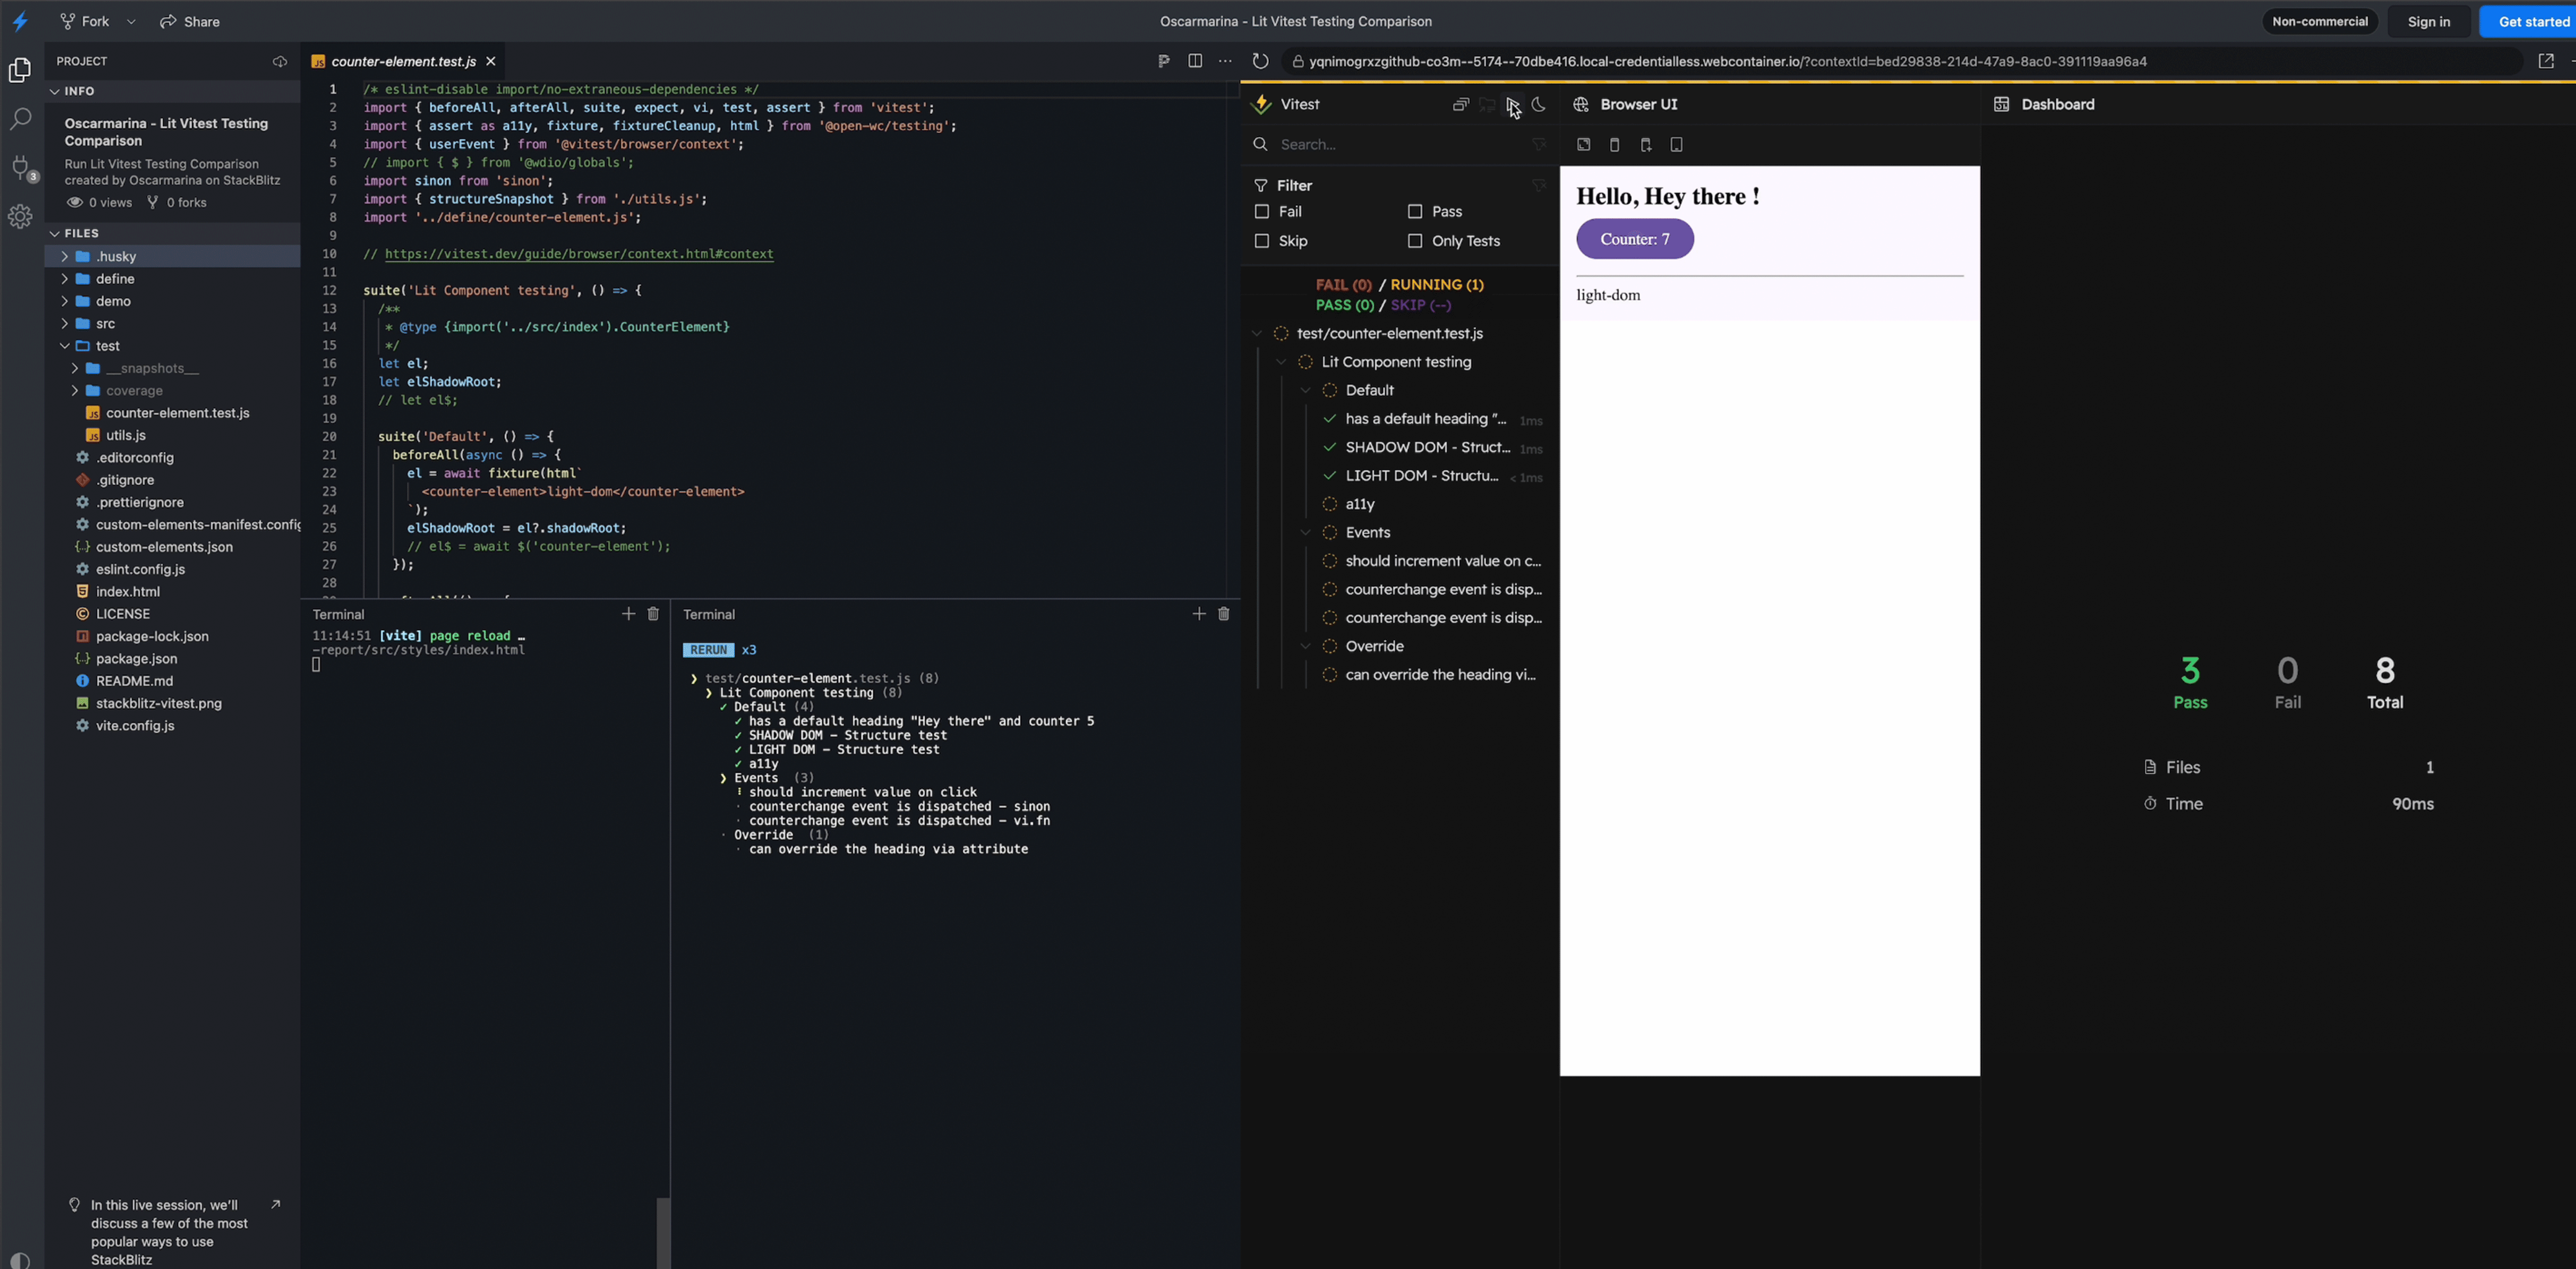 Fork
Share
Oscarmarina - Lit Vitest Testing Comparison
Non-commercial
Sign in
Get started
PROJECT
INFO
Oscarmarina - Lit Vitest Testing
Comparison
Run Lit Vitest Testing Comparison
created by Oscarmarina on StackBlitz
0 views
0 forks
3
FILES
.husky
define
demo
src
test
__snapshots__
coverage
counter-element.test.js
utils.js
.editorconfig
.gitignore
.prettierignore
custom-elements-manifest.config
custom-elements.json
eslint.config.js
index.html
LICENSE
package-lock.json
package.json
README.md
stackblitz-vitest.png
vite.config.js
In this live session, we'll
discuss a few of the most
popular ways to use
StackBlitz
counter-element.test.js
1 /* eslint-disable import/no-extraneous-dependencies */
2 import { beforeAll, afterAll, suite, expect, vi, test, assert } from 'vitest';
3 import { assert as a11y, fixture, fixtureCleanup, html } from '@open-wc/testing';
4 import { userEvent } from '@vitest/browser/context';
5 // import { $ } from '@wdio/globals';
6 import sinon from 'sinon';
7 import { structureSnapshot } from './utils.js';
8 import '../define/counter-element.js';
9
10 // https://vitest.dev/guide/browser/context.html#context
11
12 suite('Lit Component testing', () => {
13 /**
14 * @type {import('../src/index').CounterElement}
15 */
16 let el;
17 let elShadowRoot;
18 // let el$;
19
20 suite('Default', () => {
21 beforeAll(async () => {
22 el = await fixture(html`
23 <counter-element>light-dom</counter-element>
24 `);
25 elShadowRoot = el?.shadowRoot;
26 // el$ = await $('counter-element');
27 });
28
Terminal
11:14:51 [vite] page reload …
-report/src/styles/index.html
Terminal
RERUN x3
❯ test/counter-element.test.js (8)
❯ Lit Component testing (8)
✓ Default (4)
✓ has a default heading "Hey there" and counter 5
✓ SHADOW DOM – Structure test
✓ LIGHT DOM – Structure test
✓ a11y
❯ Events (3)
⠸ should increment value on click
· counterchange event is dispatched – sinon
· counterchange event is dispatched – vi.fn
· Override (1)
· can override the heading via attribute
yqnimogrxzgithub-co3m--5174--70dbe416.local-credentialless.webcontainer.io/?contextId=bed29838-214d-47a9-8ac0-391119aa96a4
Vitest
Search...
Filter
Fail
Pass
Skip
Only Tests
FAIL (0) / RUNNING (1)
PASS (0) / SKIP (--)
test/counter-element.test.js
Lit Component testing
Default
has a default heading "... 1ms
SHADOW DOM - Struct... 1ms
LIGHT DOM - Structu... < 1ms
a11y
Events
should increment value on c...
counterchange event is disp...
counterchange event is disp...
Override
can override the heading vi...
Browser UI
Hello, Hey there !
Counter: 7
light-dom
Dashboard
3
Pass
0
Fail
8
Total
Files 1
Time 90ms